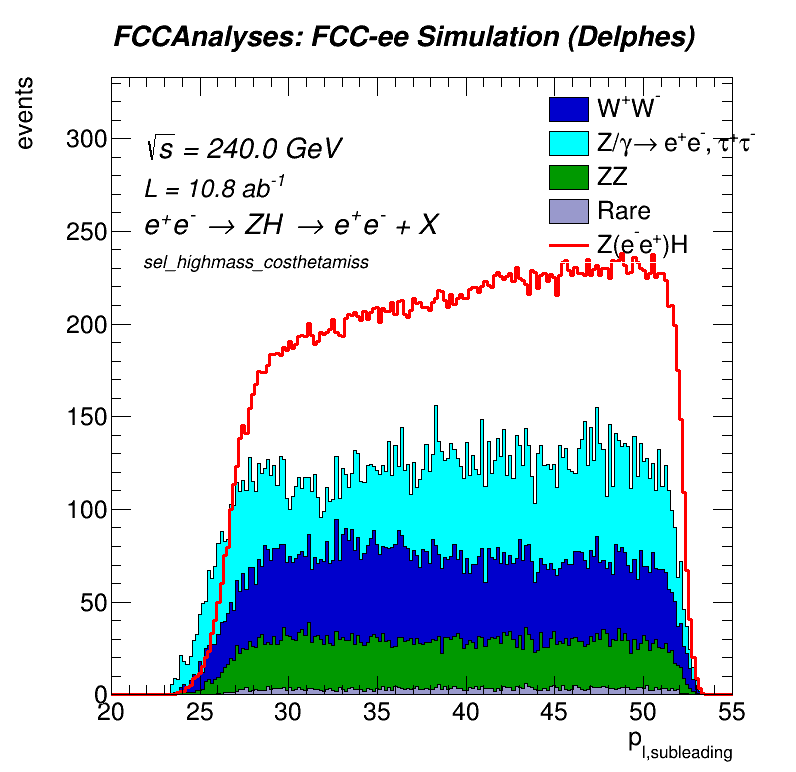 FCCAnalyses: FCC-ee Simulation (Delphes)
events
√s = 240.0 GeV
L = 10.8 ab⁻¹
e⁺e⁻ → ZH → e⁺e⁻ + X
sel_highmass_costhetamiss
W⁺W⁻
Z/γ→ e⁺e⁻, τ⁺τ⁻
ZZ
Rare
Z(e⁻e⁺)H
300
250
200
150
100
50
0
20 25 30 35 40 45 50 55
p_l,subleading